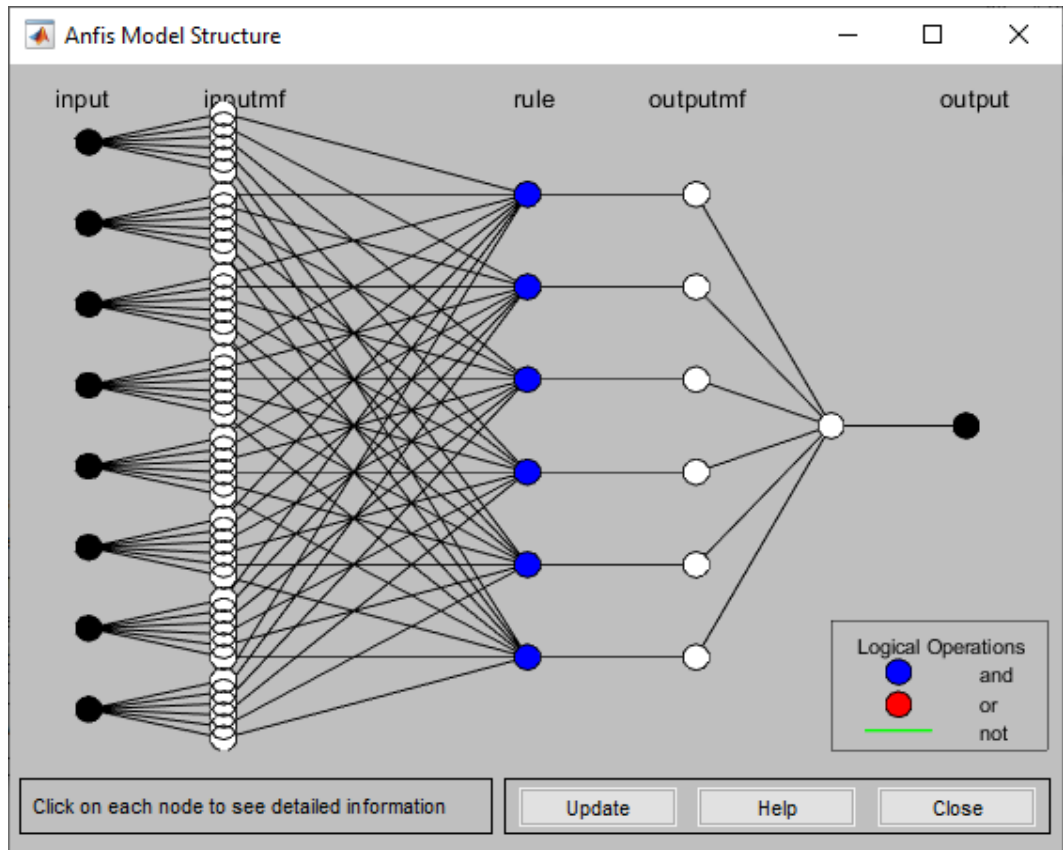 Anfis Model Structure
input inputmf rule outputmf output
Logical Operations
and
or
not
Click on each node to see detailed information
Update Help Close